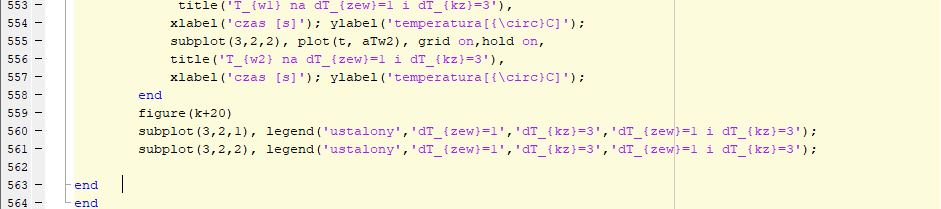 553 – title('T_{w1} na dT_{zew}=1 i dT_{kz}=3'),
554 – xlabel('czas [s]'); ylabel('temperatura[{\circ}C]');
555 – subplot(3,2,2), plot(t, aTw2), grid on,hold on,
556 – title('T_{w2} na dT_{zew}=1 i dT_{kz}=3'),
557 – xlabel('czas [s]'); ylabel('temperatura[{\circ}C]');
558 – end
559 – figure(k+20)
560 – subplot(3,2,1), legend('ustalony','dT_{zew}=1','dT_{kz}=3','dT_{zew}=1 i dT_{kz}=3');
561 – subplot(3,2,2), legend('ustalony','dT_{zew}=1','dT_{kz}=3','dT_{zew}=1 i dT_{kz}=3');
562
563 – end
564 – end